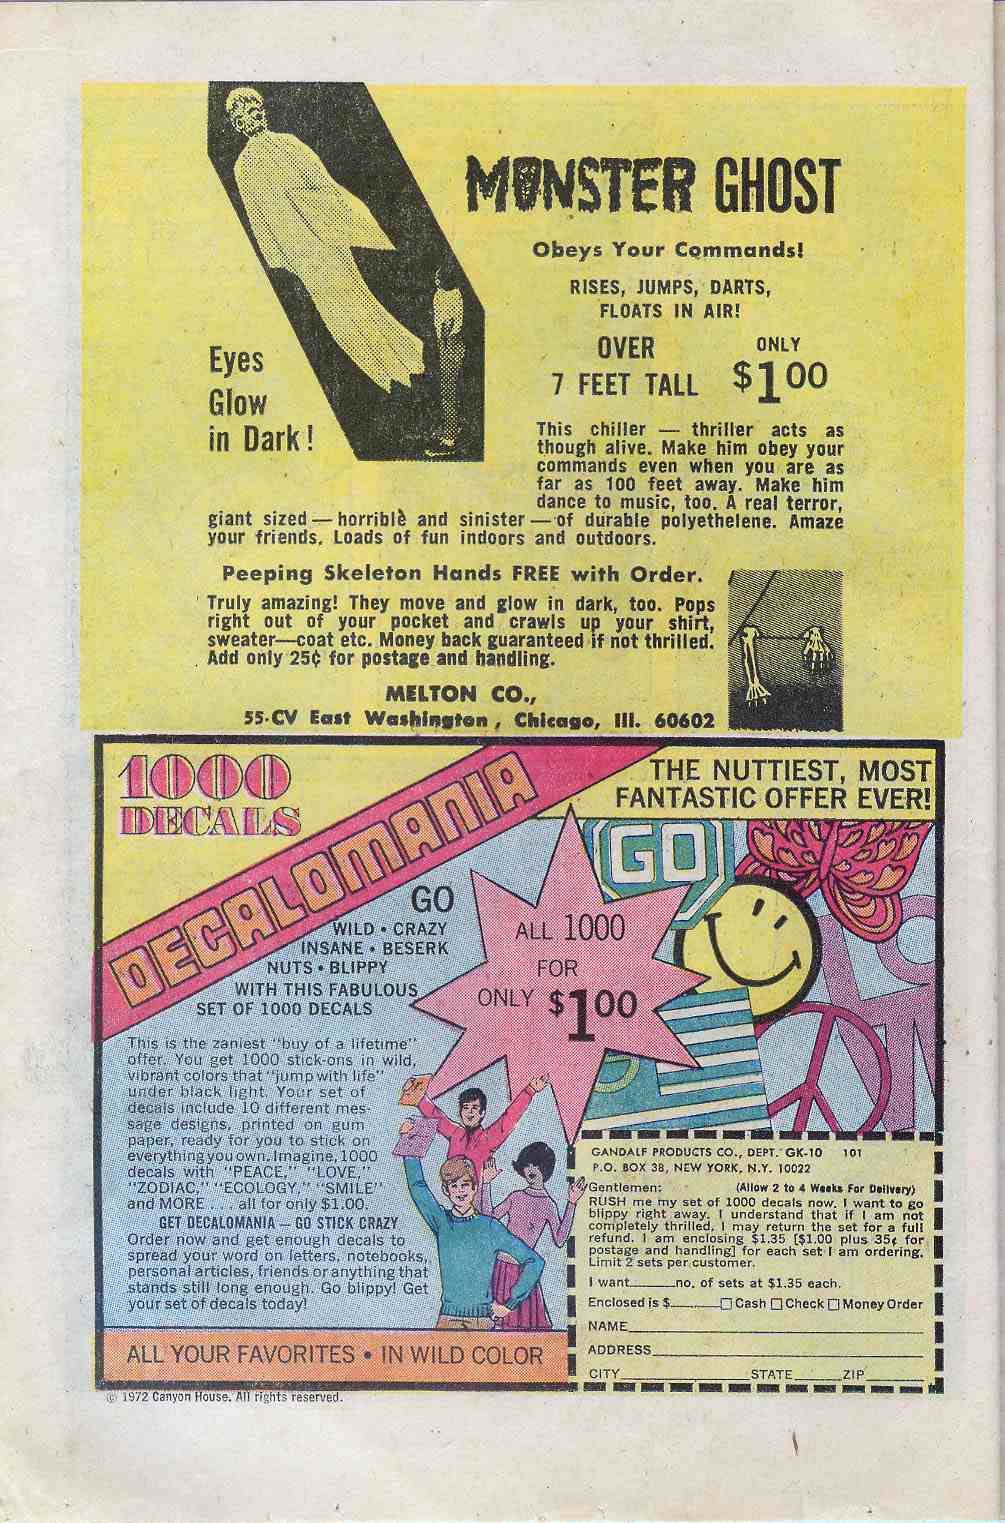 MONSTER GHOST
Obeys Your Commands!
RISES, JUMPS, DARTS,
FLOATS IN AIR!
OVER
7 FEET TALL
ONLY
$1.00
Eyes
Glow
in Dark!
This chiller — thriller acts as
though alive. Make him obey your
commands even when you are as
far as 100 feet away. Make him
dance to music, too. A real terror,
giant sized — horrible and sinister — of durable polyethelene. Amaze
your friends. Loads of fun indoors and outdoors.
Peeping Skeleton Hands FREE with Order.
Truly amazing! They move and glow in dark, too. Pops
right out of your pocket and crawls up your shirt,
sweater—coat etc. Money back guaranteed if not thrilled.
Add only 25¢ for postage and handling.
MELTON CO.,
55-CV East Washington, Chicago, Ill. 60602
1000
DECALS
DECALOMANIA
THE NUTTIEST, MOST
FANTASTIC OFFER EVER!
GO
WILD • CRAZY
INSANE • BESERK
NUTS • BLIPPY
WITH THIS FABULOUS
SET OF 1000 DECALS
ALL 1000
FOR
ONLY $1.00
GO
This is the zaniest "buy of a lifetime"
offer. You get 1000 stick-ons in wild,
vibrant colors that "jump with life"
under black light. Your set of
decals include 10 different mes-
sage designs, printed on gum
paper, ready for you to stick on
everything you own. Imagine, 1000
decals with "PEACE," "LOVE,"
"ZODIAC," "ECOLOGY," "SMILE"
and MORE . . . all for only $1.00.
GET DECALOMANIA — GO STICK CRAZY
Order now and get enough decals to
spread your word on letters, notebooks,
personal articles, friends or anything that
stands still long enough. Go blippy! Get
your set of decals today!
ALL YOUR FAVORITES • IN WILD COLOR
GANDALF PRODUCTS CO., DEPT. GK-10 101
P.O. BOX 38, NEW YORK, N.Y. 10022
Gentlemen: (Allow 2 to 4 Weeks For Delivery)
RUSH me my set of 1000 decals now. I want to go
blippy right away. I understand that if I am not
completely thrilled, I may return the set for a full
refund. I am enclosing $1.35 [$1.00 plus 35¢ for
postage and handling] for each set I am ordering.
Limit 2 sets per customer.
I want______no. of sets at $1.35 each.
Enclosed is $______ □ Cash □ Check □ Money Order
NAME
ADDRESS
CITY STATE ZIP
© 1972 Canyon House. All rights reserved.